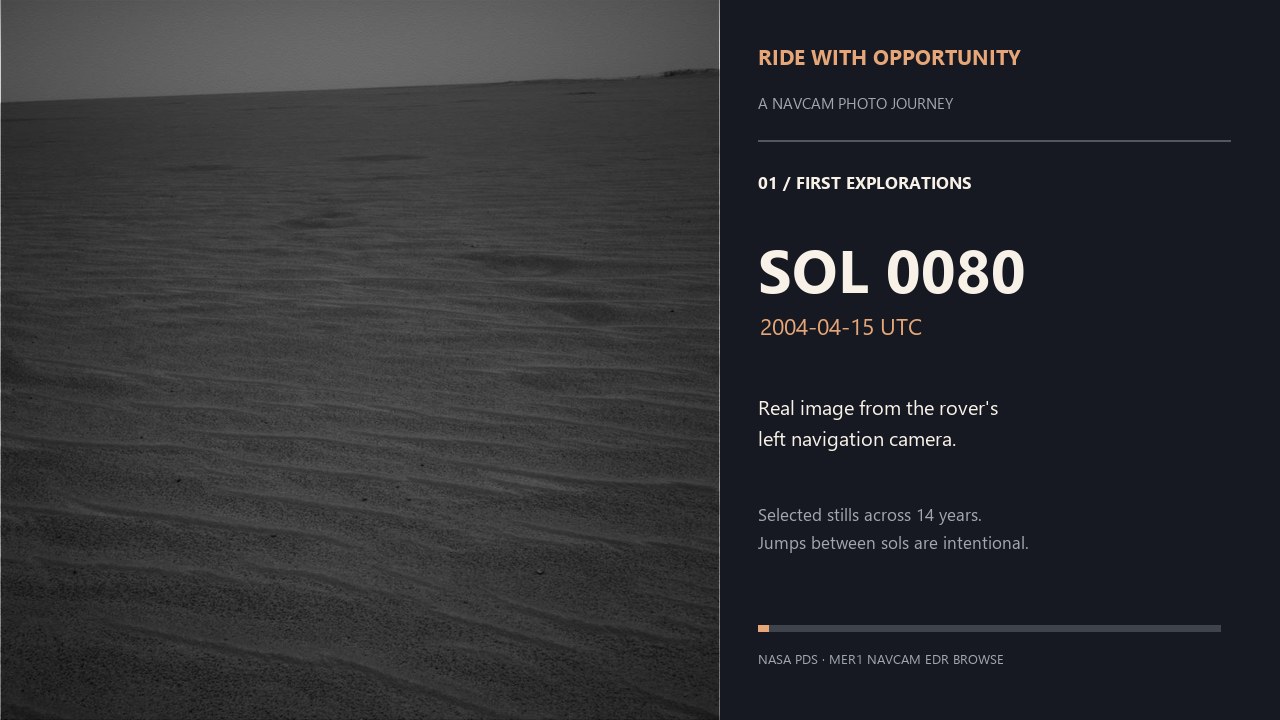 RIDE WITH OPPORTUNITY
A NAVCAM PHOTO JOURNEY
01 / FIRST EXPLORATIONS
SOL 0080
2004-04-15 UTC
Real image from the rover's
left navigation camera.
Selected stills across 14 years.
Jumps between sols are intentional.
NASA PDS · MER1 NAVCAM EDR BROWSE